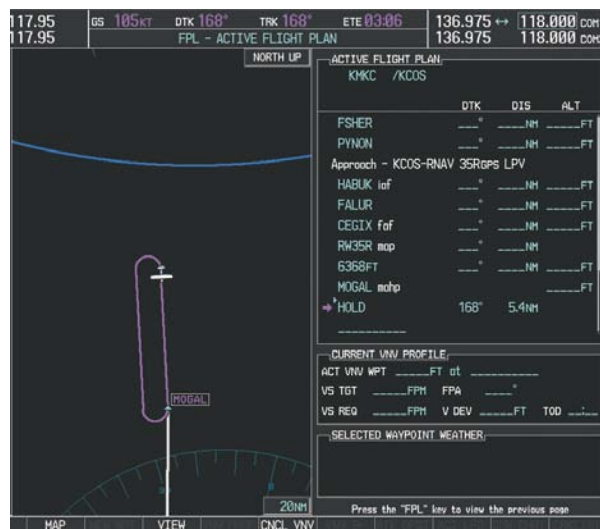 117.95 GS 105KT DTK 168° TRK 168° ETE 03:06 136.975 ↔ 118.000 COM
117.95 FPL - ACTIVE FLIGHT PLAN 136.975 118.000
NORTH UP
MOGAL
20NM
ACTIVE FLIGHT PLAN
KMKC /KCOS
DTK DIS ALT
FSHER ___° ____NM _____FT
PYNON ___° ____NM _____FT
Approach - KCOS-RNAV 35RGPS LPV
HABUK iaf ___° ____NM _____FT
FALUR ___° ____NM _____FT
CEGIX faf ___° ____NM _____FT
RW35R map ___° ____NM
6368FT ___° ____NM _____FT
MOGAL mahp _____FT
HOLD 168° 5.4NM
__________
CURRENT VNV PROFILE
ACT VNV WPT _____FT at __________
VS TGT _____FPM FPA ____°
VS REQ _____FPM V DEV _____FT TOD __:__
SELECTED WAYPOINT WEATHER
Press the "FPL" key to view the previous page
MAP VIEW CNCL VNV